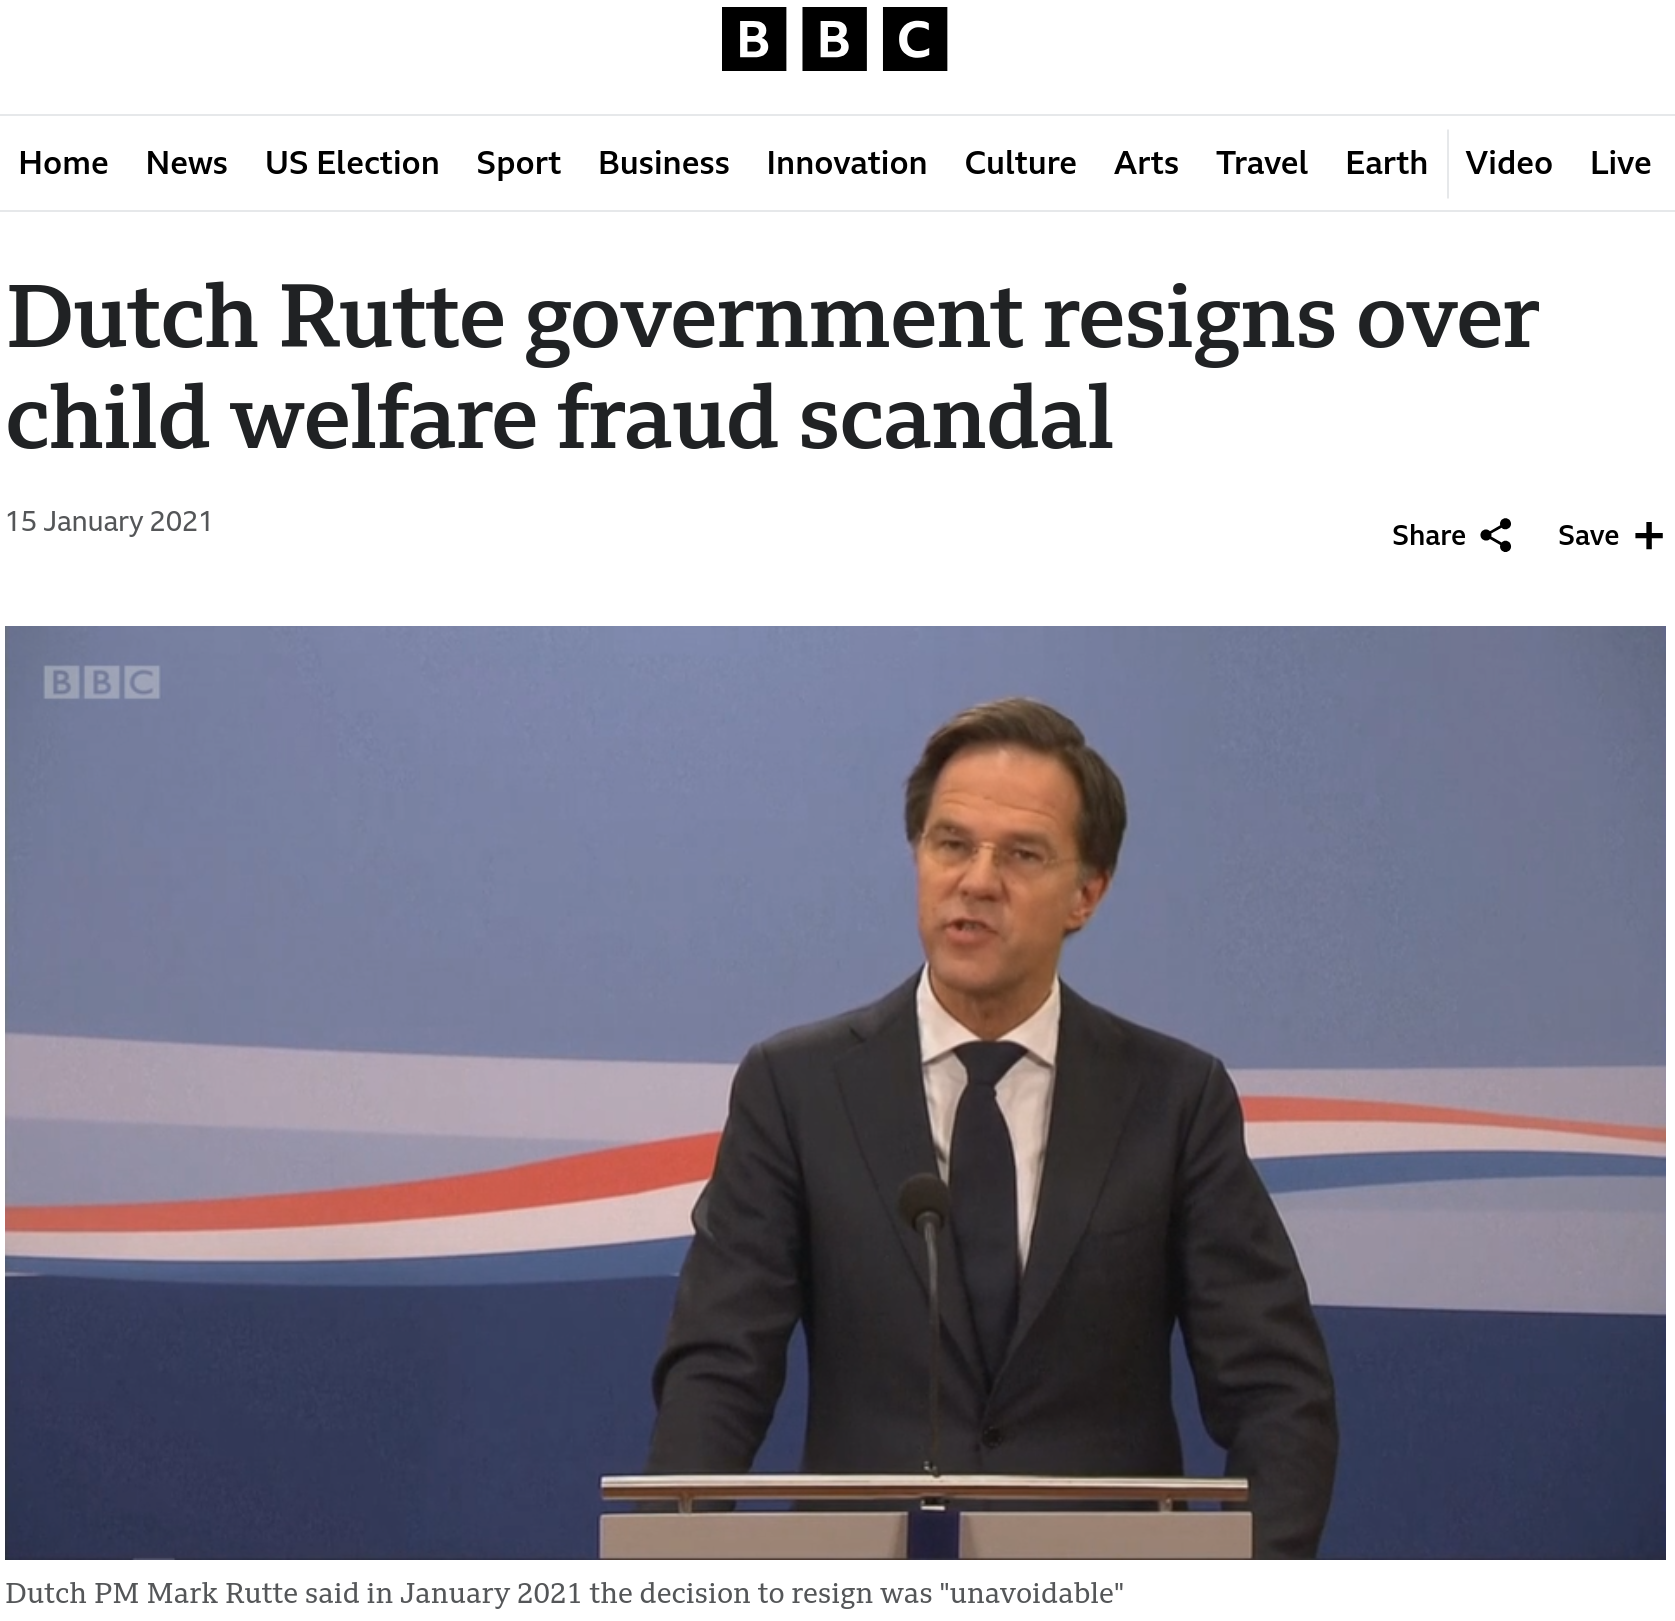 BBC
Home News US Election Sport Business Innovation Culture Arts Travel Earth Video Live
Dutch Rutte government resigns over
child welfare fraud scandal
15 January 2021
Share Save
BBC
Dutch PM Mark Rutte said in January 2021 the decision to resign was "unavoidable"